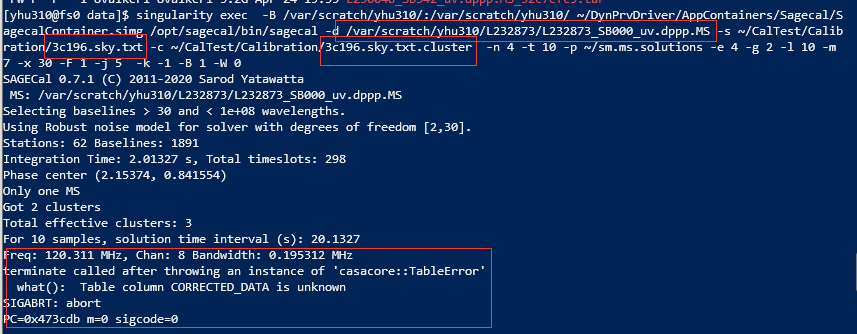 [yhu310@fs0 data]$ singularity exec  -B /var/scratch/yhu310/:/var/scratch/yhu310/ ~/DynPrvDriver/AppContainers/Sagecal/S
agecalContainer.simg /opt/sagecal/bin/sagecal -d /var/scratch/yhu310/L232873/L232873_SB000_uv.dppp.MS -s ~/CalTest/Calib
ration/3c196.sky.txt -c ~/CalTest/Calibration/3c196.sky.txt.cluster  -n 4 -t 10 -p ~/sm.ms.solutions -e 4 -g 2 -l 10 -m
7 -x 30 -F 1 -j 5  -k -1 -B 1 -W 0
SAGECal 0.7.1 (C) 2011-2020 Sarod Yatawatta
 MS: /var/scratch/yhu310/L232873/L232873_SB000_uv.dppp.MS
Selecting baselines > 30 and < 1e+08 wavelengths.
Using Robust noise model for solver with degrees of freedom [2,30].
Stations: 62 Baselines: 1891
Integration Time: 2.01327 s, Total timeslots: 298
Phase center (2.15374, 0.841554)
Only one MS
Got 2 clusters
Total effective clusters: 3
For 10 samples, solution time interval (s): 20.1327
Freq: 120.311 MHz, Chan: 8 Bandwidth: 0.195312 MHz
terminate called after throwing an instance of 'casacore::TableError'
  what():  Table column CORRECTED_DATA is unknown
SIGABRT: abort
PC=0x473cdb m=0 sigcode=0